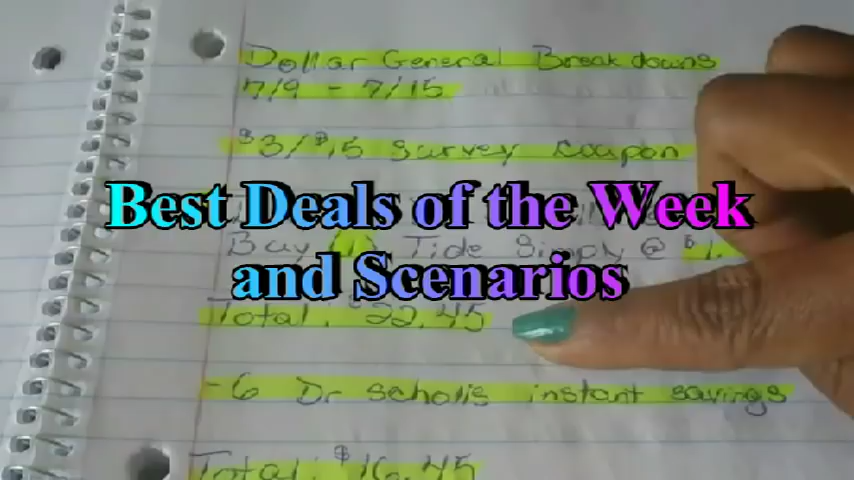 Dollar General Breakdowns
7/9 - 7/15
$3/$15 Survey Coupon
Best Deals of the Week
Buy Tide Simply @ $1.
and Scenarios
Total: $22.45
-6 Dr scholls instant savings
Total: $16.45